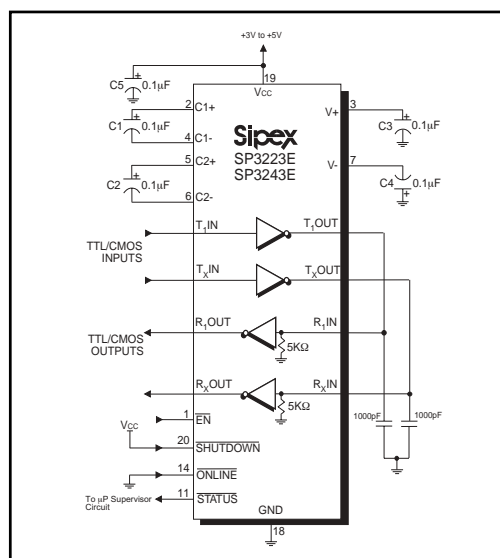 +3V to +5V
19
VCC
C5 + 0.1µF
2 C1+
C1 + 0.1µF
4 C1-
5 C2+
C2 + 0.1µF
6 C2-
Sipex
SP3223E
SP3243E
V+ 3
C3 + 0.1µF
V- 7
C4 0.1µF +
TTL/CMOS
INPUTS
T1IN T1OUT
TXIN TXOUT
TTL/CMOS
OUTPUTS
R1OUT R1IN
5KΩ
RXOUT RXIN
5KΩ
1000pF 1000pF
1 EN
VCC
20 SHUTDOWN
14 ONLINE
To µP Supervisor
Circuit
11 STATUS
GND
18